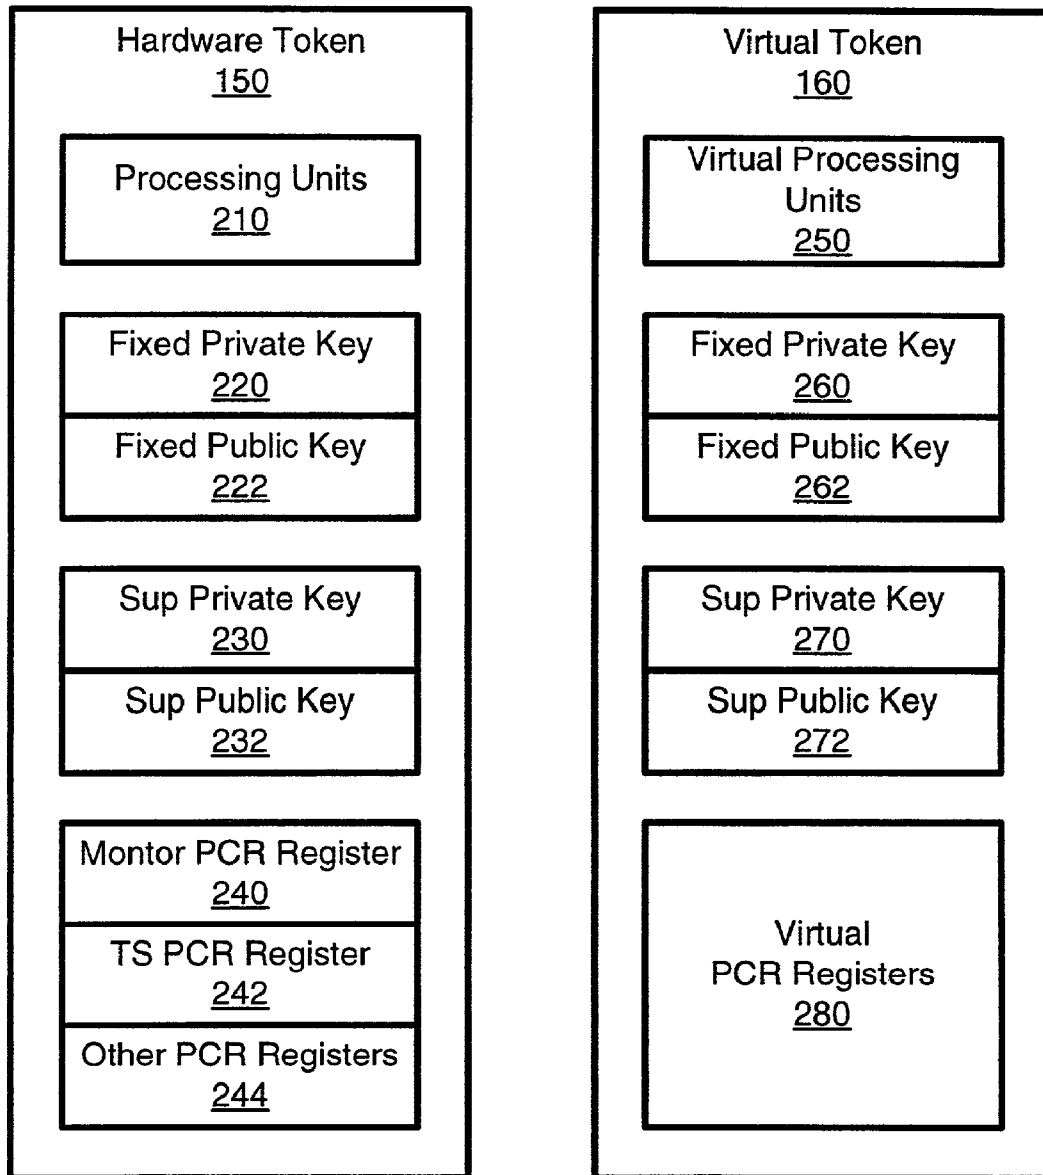 Hardware Token
150
Processing Units
210
Fixed Private Key
220
Fixed Public Key
222
Sup Private Key
230
Sup Public Key
232
Montor PCR Register
240
TS PCR Register
242
Other PCR Registers
244
Virtual Token
160
Virtual Processing
Units
250
Fixed Private Key
260
Fixed Public Key
262
Sup Private Key
270
Sup Public Key
272
Virtual
PCR Registers
280